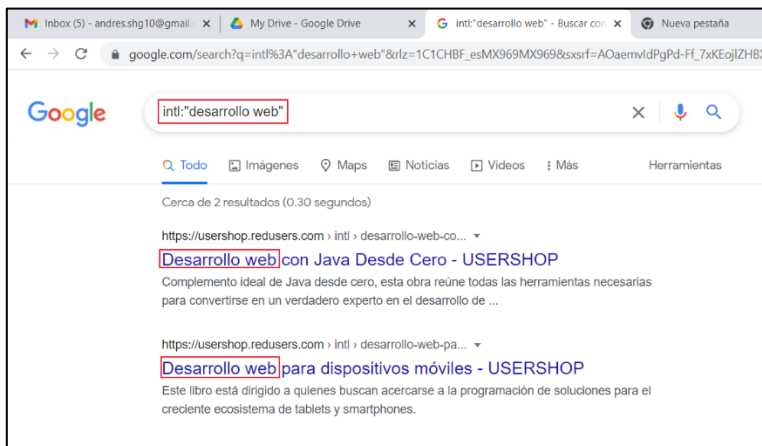 Inbox (5) - andres.shg10@gmail.
My Drive - Google Drive
intl:"desarrollo web" - Buscar con
Nueva pestaña
google.com/search?q=intl%3A"desarrollo+web"&rlz=1C1CHBF_esMX969MX969&sxsrf=
Google
intl:"desarrollo web"
Todo
Imágenes
Maps
Noticias
Vídeos
Más
Herramientas
Cerca de 2 resultados (0.30 segundos)
https://usershop.redusers.com › intl › desarrollo-web-co...
Desarrollo web con Java Desde Cero - USERSHOP
Complemento ideal de Java desde cero, esta obra reúne todas las herramientas necesarias
para convertirse en un verdadero experto en el desarrollo de ...
https://usershop.redusers.com › intl › desarrollo-web-pa...
Desarrollo web para dispositivos móviles - USERSHOP
Este libro está dirigido a quienes buscan acercarse a la programación de soluciones para el
creciente ecosistema de tablets y smartphones.